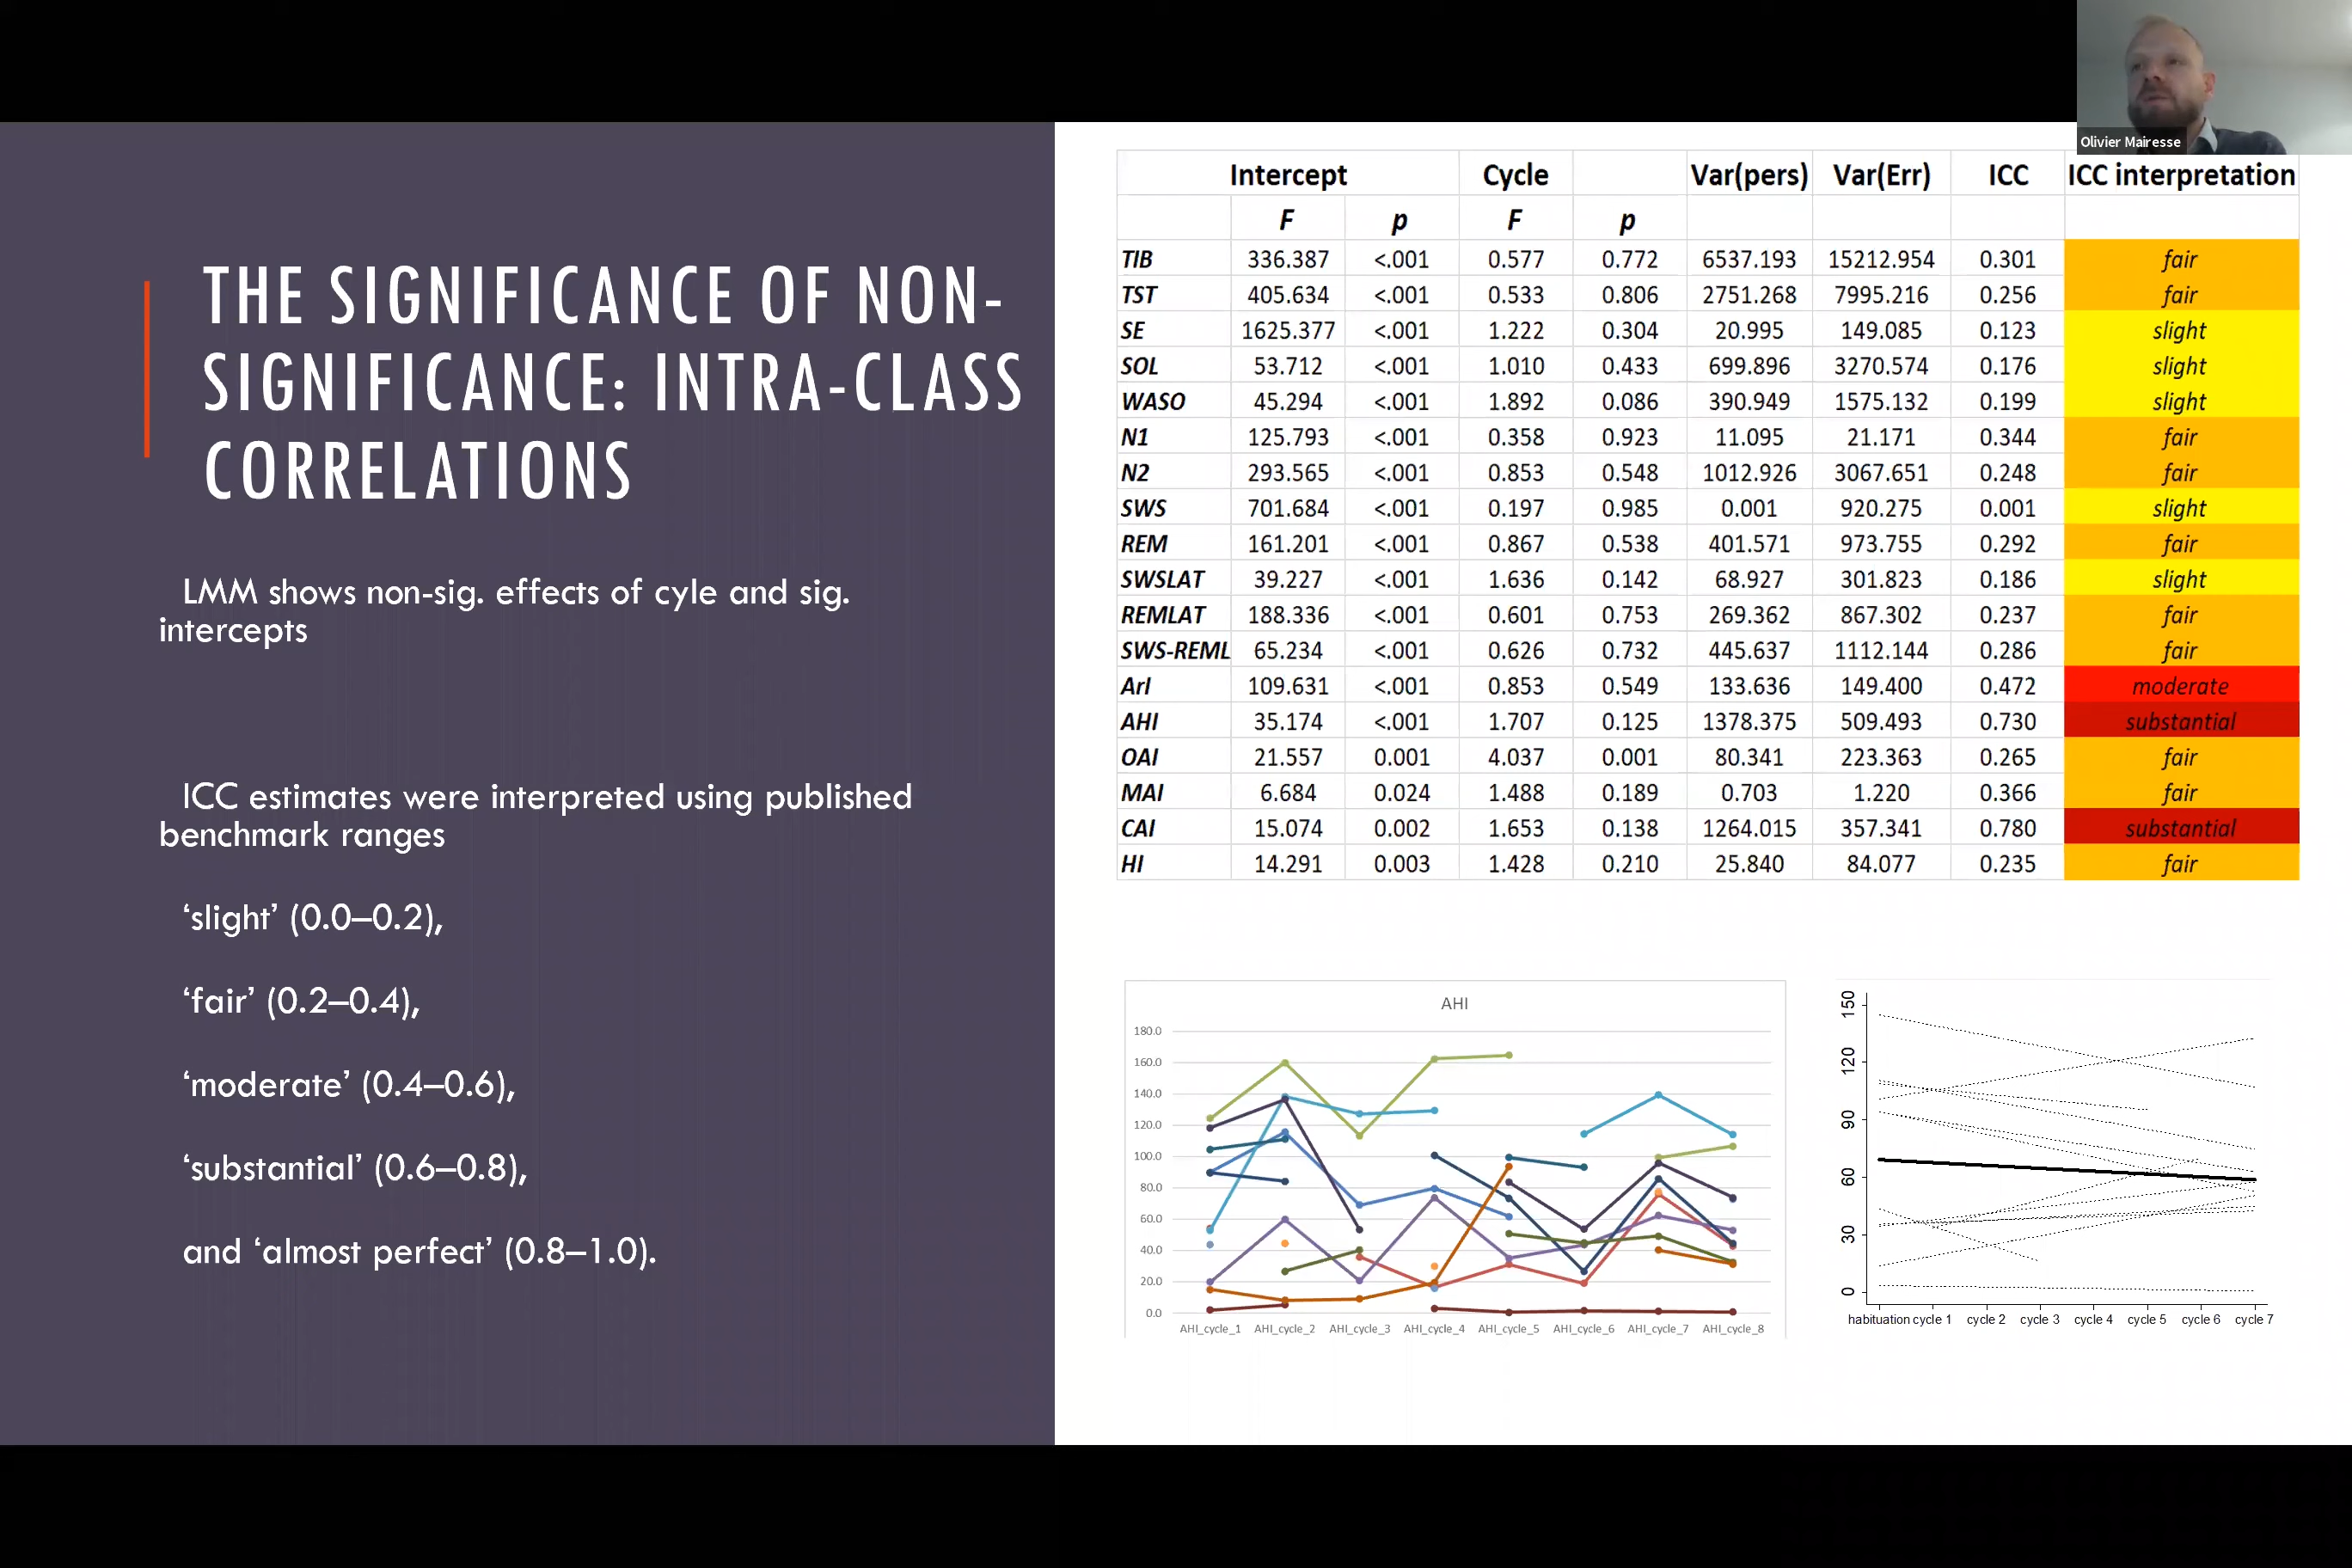 Olivier Mairesse
THE SIGNIFICANCE OF NON-
SIGNIFICANCE: INTRA-CLASS
CORRELATIONS
LMM shows non-sig. effects of cyle and sig.
intercepts
ICC estimates were interpreted using published
benchmark ranges
‘slight’ (0.0–0.2),
‘fair’ (0.2–0.4),
‘moderate’ (0.4–0.6),
‘substantial’ (0.6–0.8),
and ‘almost perfect’ (0.8–1.0).
Intercept Cycle Var(pers) Var(Err) ICC ICC interpretation
F p F p
TIB 336.387 <.001 0.577 0.772 6537.193 15212.954 0.301 fair
TST 405.634 <.001 0.533 0.806 2751.268 7995.216 0.256 fair
SE 1625.377 <.001 1.222 0.304 20.995 149.085 0.123 slight
SOL 53.712 <.001 1.010 0.433 699.896 3270.574 0.176 slight
WASO 45.294 <.001 1.892 0.086 390.949 1575.132 0.199 slight
N1 125.793 <.001 0.358 0.923 11.095 21.171 0.344 fair
N2 293.565 <.001 0.853 0.548 1012.926 3067.651 0.248 fair
SWS 701.684 <.001 0.197 0.985 0.001 920.275 0.001 slight
REM 161.201 <.001 0.867 0.538 401.571 973.755 0.292 fair
SWSLAT 39.227 <.001 1.636 0.142 68.927 301.823 0.186 slight
REMLAT 188.336 <.001 0.601 0.753 269.362 867.302 0.237 fair
SWS-REML 65.234 <.001 0.626 0.732 445.637 1112.144 0.286 fair
ArI 109.631 <.001 0.853 0.549 133.636 149.400 0.472 moderate
AHI 35.174 <.001 1.707 0.125 1378.375 509.493 0.730 substantial
OAI 21.557 0.001 4.037 0.001 80.341 223.363 0.265 fair
MAI 6.684 0.024 1.488 0.189 0.703 1.220 0.366 fair
CAI 15.074 0.002 1.653 0.138 1264.015 357.341 0.780 substantial
HI 14.291 0.003 1.428 0.210 25.840 84.077 0.235 fair
AHI
180.0
160.0
140.0
120.0
100.0
80.0
60.0
40.0
20.0
0.0
AHI_cycle_1 AHI_cycle_2 AHI_cycle_3 AHI_cycle_4 AHI_cycle_5 AHI_cycle_6 AHI_cycle_7 AHI_cycle_8
150
120
90
60
30
0
habituation cycle 1 cycle 2 cycle 3 cycle 4 cycle 5 cycle 6 cycle 7